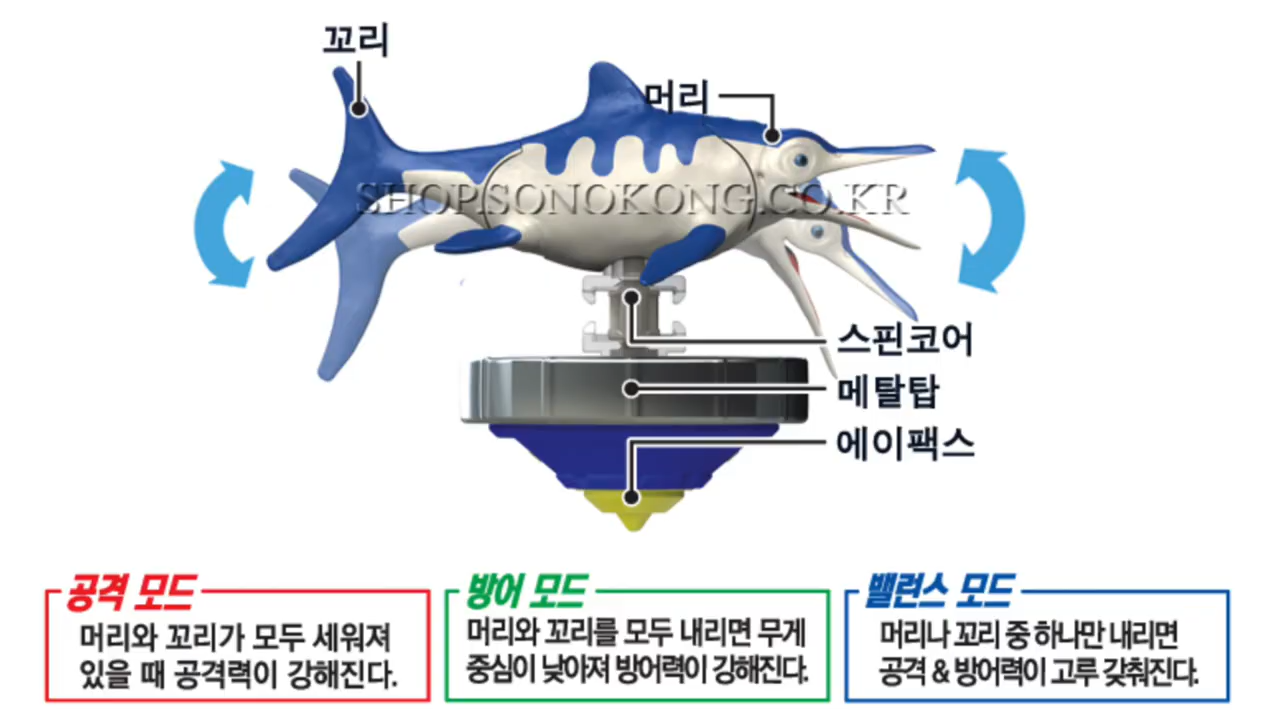 꼬리
머리
SHOP.SONOKONG.CO.KR
스핀코어
메탈탑
에이팩스
공격 모드
머리와 꼬리가 모두 세워져
있을 때 공격력이 강해진다.
방어 모드
머리와 꼬리를 모두 내리면 무게
중심이 낮아져 방어력이 강해진다.
밸런스 모드
머리나 꼬리 중 하나만 내리면
공격 & 방어력이 고루 갖춰진다.